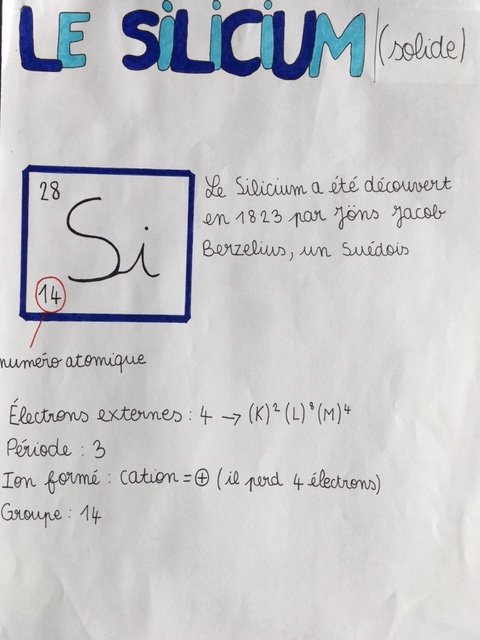 LE SILICIUM (solide)
28
Si
14
numéro atomique
Le Silicium a été découvert
en 1823 par Jöns Jacob
Berzelius, un Suédois
Électrons externes : 4 → (K)² (L)⁸ (M)⁴
Période : 3
Ion formé : cation = ⊕ (il perd 4 électrons)
Groupe : 14